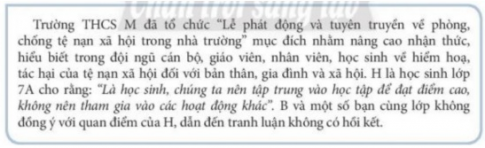 Trường THCS M đã tổ chức “Lễ phát động và tuyên truyền về phòng,
chống tệ nạn xã hội trong nhà trường” mục đích nhằm nâng cao nhận thức,
hiểu biết trong đội ngũ cán bộ, giáo viên, nhân viên, học sinh về hiểm hoạ,
tác hại của tệ nạn xã hội đối với bản thân, gia đình và xã hội. H là học sinh lớp
7A cho rằng: “Là học sinh, chúng ta nên tập trung vào học tập để đạt điểm cao,
không nên tham gia vào các hoạt động khác”. B và một số bạn cùng lớp không
đồng ý với quan điểm của H, dẫn đến tranh luận không có hồi kết.